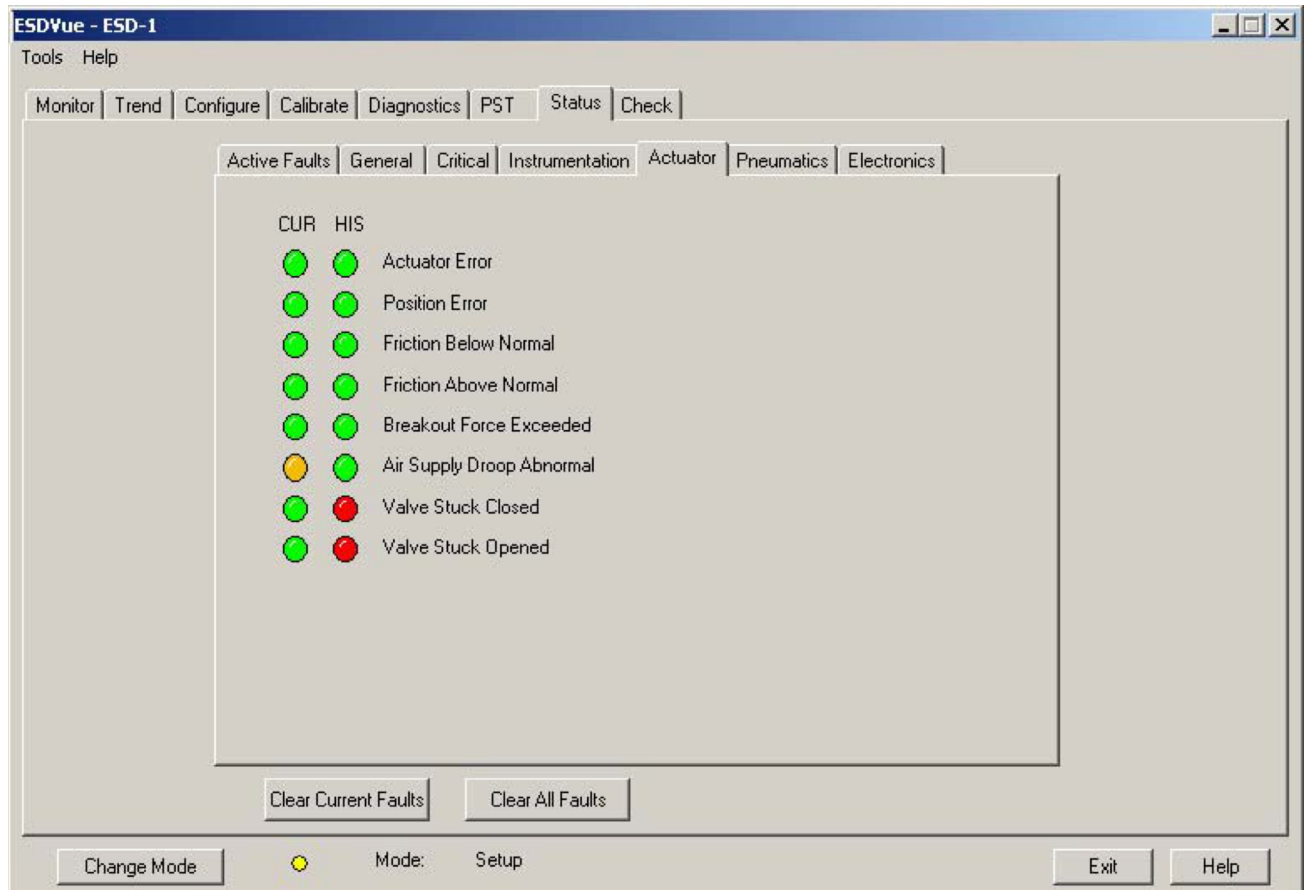 ESDVue - ESD-1
Tools Help
Monitor Trend Configure Calibrate Diagnostics PST Status Check
Active Faults General Critical Instrumentation Actuator Pneumatics Electronics
CUR HIS
Actuator Error
Position Error
Friction Below Normal
Friction Above Normal
Breakout Force Exceeded
Air Supply Droop Abnormal
Valve Stuck Closed
Valve Stuck Opened
Clear Current Faults Clear All Faults
Change Mode Mode: Setup Exit Help